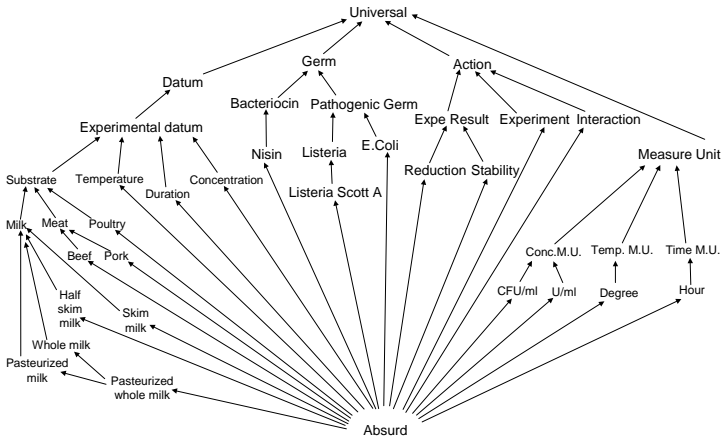 Universal
Germ
Action
Datum
Bacteriocin
Pathogenic Germ
Experimental datum
Expe Result
Experiment
Interaction
E.Coli
Nisin
Listeria
Measure Unit
Substrate
Temperature
Concentration
Reduction
Stability
Duration
Listeria Scott A
Milk
Meat
Poultry
Beef
Pork
Conc.M.U.
Temp. M.U.
Time M.U.
CFU/ml
U/ml
Degree
Hour
Half
skim
milk
Skim
milk
Whole milk
Pasteurized
milk
Pasteurized
whole milk
Absurd